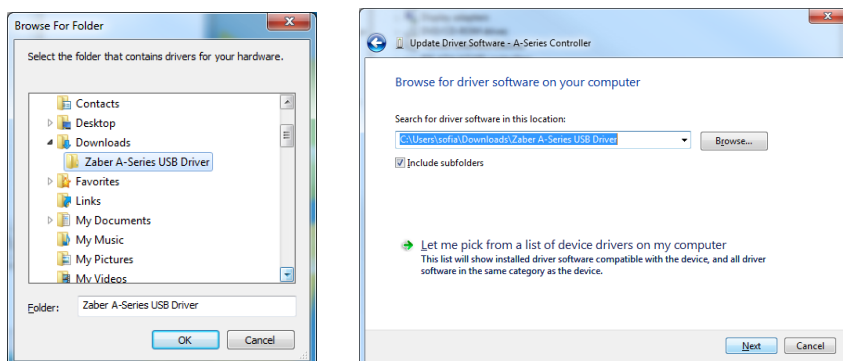 Browse For Folder
Select the folder that contains drivers for your hardware.
Contacts
Desktop
Downloads
Zaber A-Series USB Driver
Favorites
Links
My Documents
My Music
My Pictures
My Videos
Folder:
Zaber A-Series USB Driver
OK
Cancel
Update Driver Software - A-Series Controller
Browse for driver software on your computer
Search for driver software in this location:
C:\Users\sofia\Downloads\Zaber A-Series USB Driver
Browse...
Include subfolders
Let me pick from a list of device drivers on my computer
This list will show installed driver software compatible with the device, and all driver
software in the same category as the device.
Next
Cancel